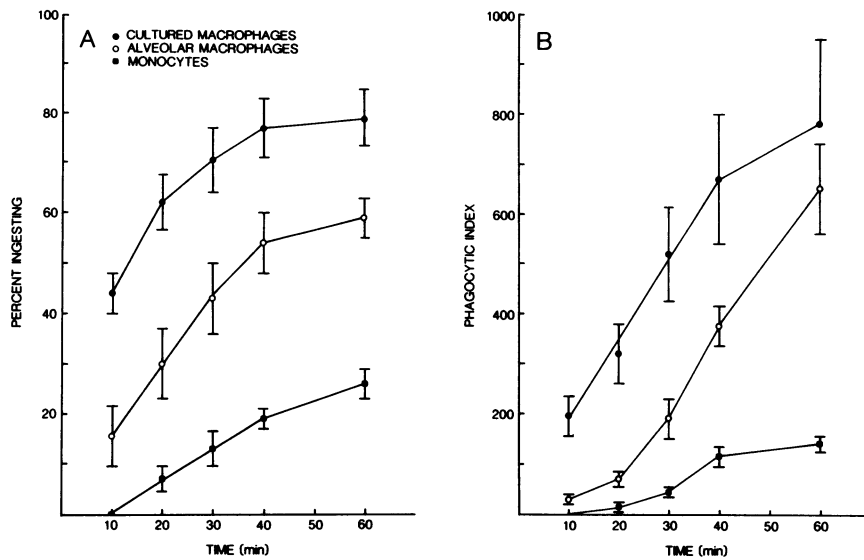 A
CULTURED MACROPHAGES
ALVEOLAR MACROPHAGES
MONOCYTES
PERCENT INGESTING
100
80
60
40
20
10 20 30 40 50 60
TIME (min)
B
PHAGOCYTIC INDEX
1000
800
600
400
200
10 20 30 40 50 60
TIME (min)